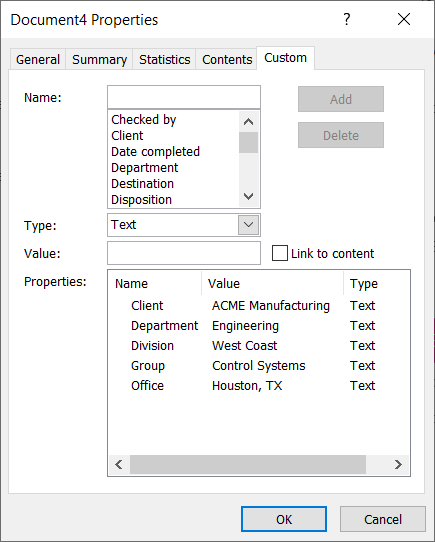 Document4 Properties ?
General Summary Statistics Contents Custom
Name: Add
Checked by
Client
Date completed
Department
Destination
Disposition
Delete
Type: Text
Value: Link to content
Properties: Name Value Type
Client ACME Manufacturing Text
Department Engineering Text
Division West Coast Text
Group Control Systems Text
Office Houston, TX Text
OK Cancel